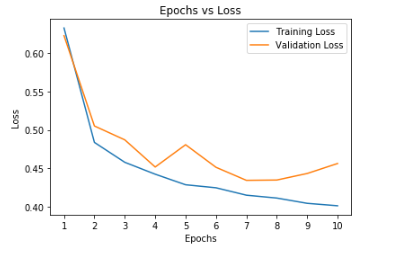 Epochs vs Loss
Training Loss
Validation Loss
0.60
0.55
0.50
0.45
0.40
Loss
1 2 3 4 5 6 7 8 9 10
Epochs